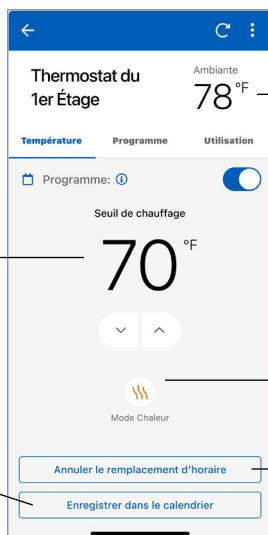 Ambiante
Thermostat du
1er Étage
78°F
Température
Programme
Utilisation
Programme:
Seuil de chauffage
70 °F
Mode Chaleur
Annuler le remplacement d'horaire
Enregistrer dans le calendrier